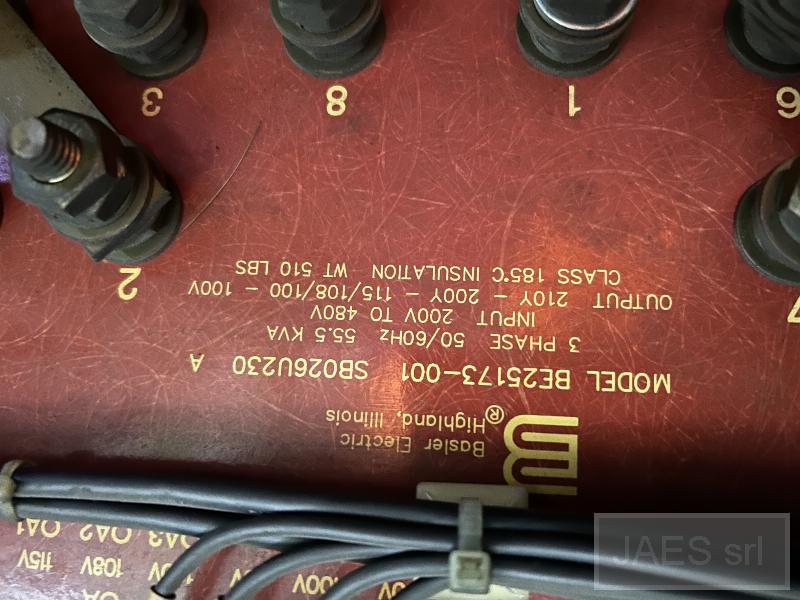 Basler Electric
Highland, Illinois
®
MODEL BE25173-001 SB026U230 A
3 PHASE 50/60Hz 55.5 KVA
INPUT 200V TO 480V
OUTPUT 210Y - 200Y - 115/108/100 - 100V
CLASS 185°C INSULATION WT 510 LBS
2
7
3
8
1
6
OA3 OA2 OA1
108V 115V
100V
JAES srl